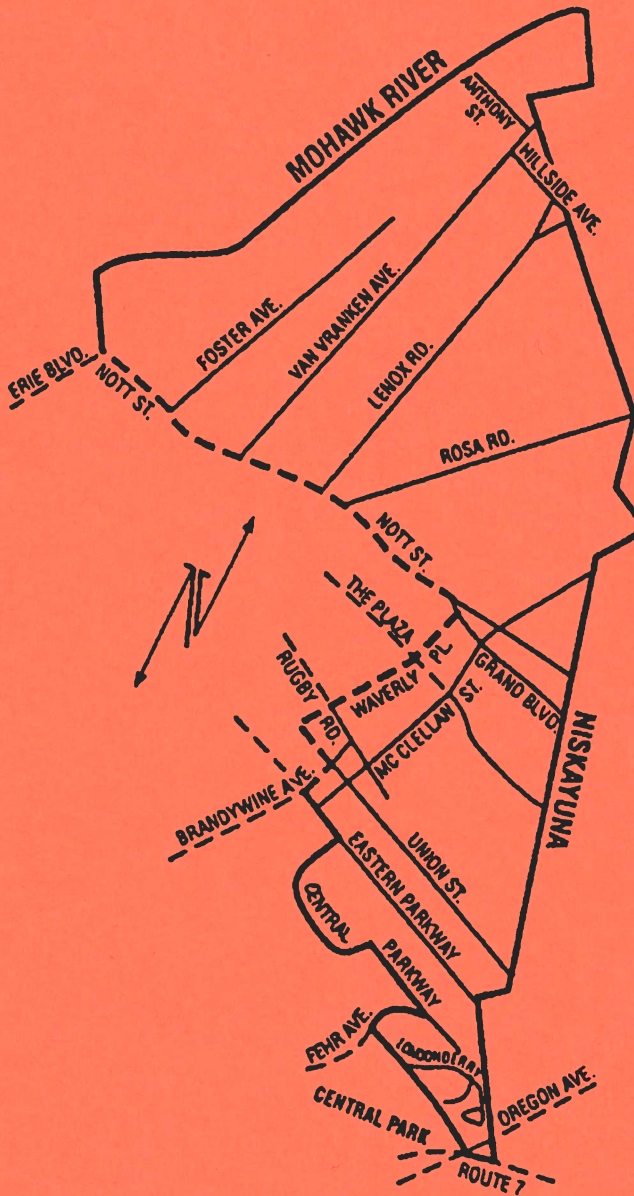 MOHAWK RIVER
ANTHONY
ST.
HILLSIDE AVE.
FOSTER AVE.
VAN VRANKEN AVE.
LENOX RD.
ERIE BLVD.
NOTT ST.
ROSA RD.
NOTT ST.
N
THE PLAZA
PL.
RUGBY
RD.
WAVERLY
GRAND BLVD.
MC CLELLAN
ST.
NISKAYUNA
BRANDYWINE AVE.
UNION ST.
EASTERN PARKWAY
CENTRAL
PARKWAY
FEHR AVE.
LONDONDERRY
CENTRAL PARK
OREGON AVE.
ROUTE 7